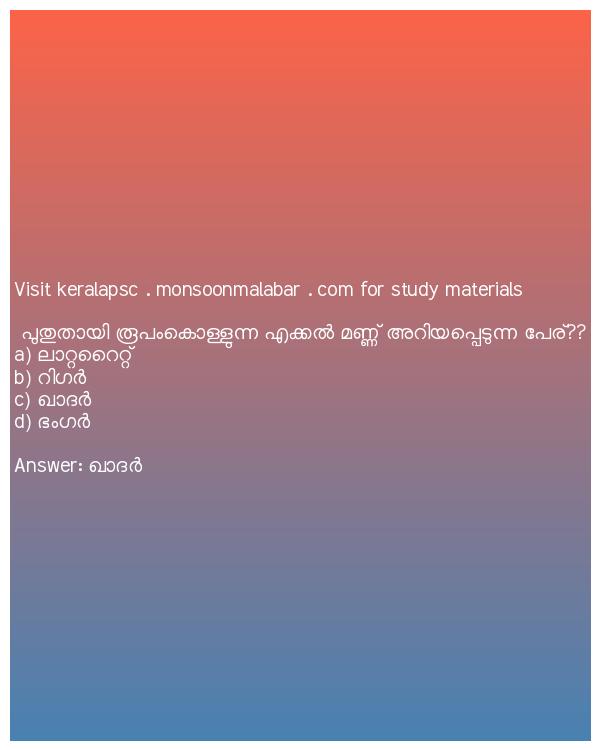 Visit keralapsc . monsoonmalabar . com for study materials
പുതുതായി രൂപംകൊള്ളുന്ന എക്കൽ മണ്ണ് അറിയപ്പെടുന്ന പേര്??
a) ലാറ്ററൈറ്റ്
b) റിഗർ
c) ഖാദർ
d) ഭംഗർ
Answer: ഖാദർ